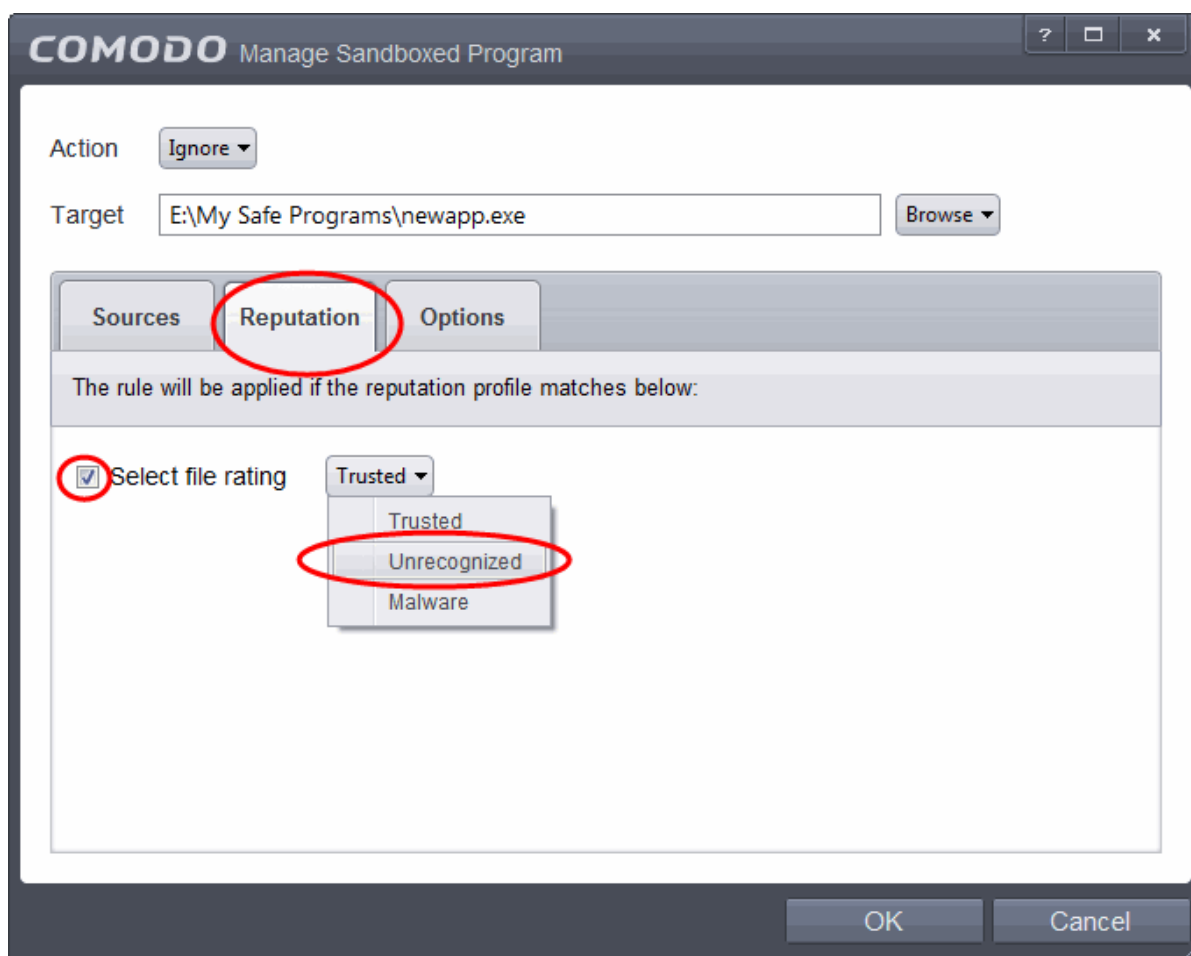 COMODO Manage Sandboxed Program ?
Action Ignore
Target E:\My Safe Programs\newapp.exe Browse
Sources Reputation Options
The rule will be applied if the reputation profile matches below:
Select file rating Trusted
Trusted
Unrecognized
Malware
OK Cancel